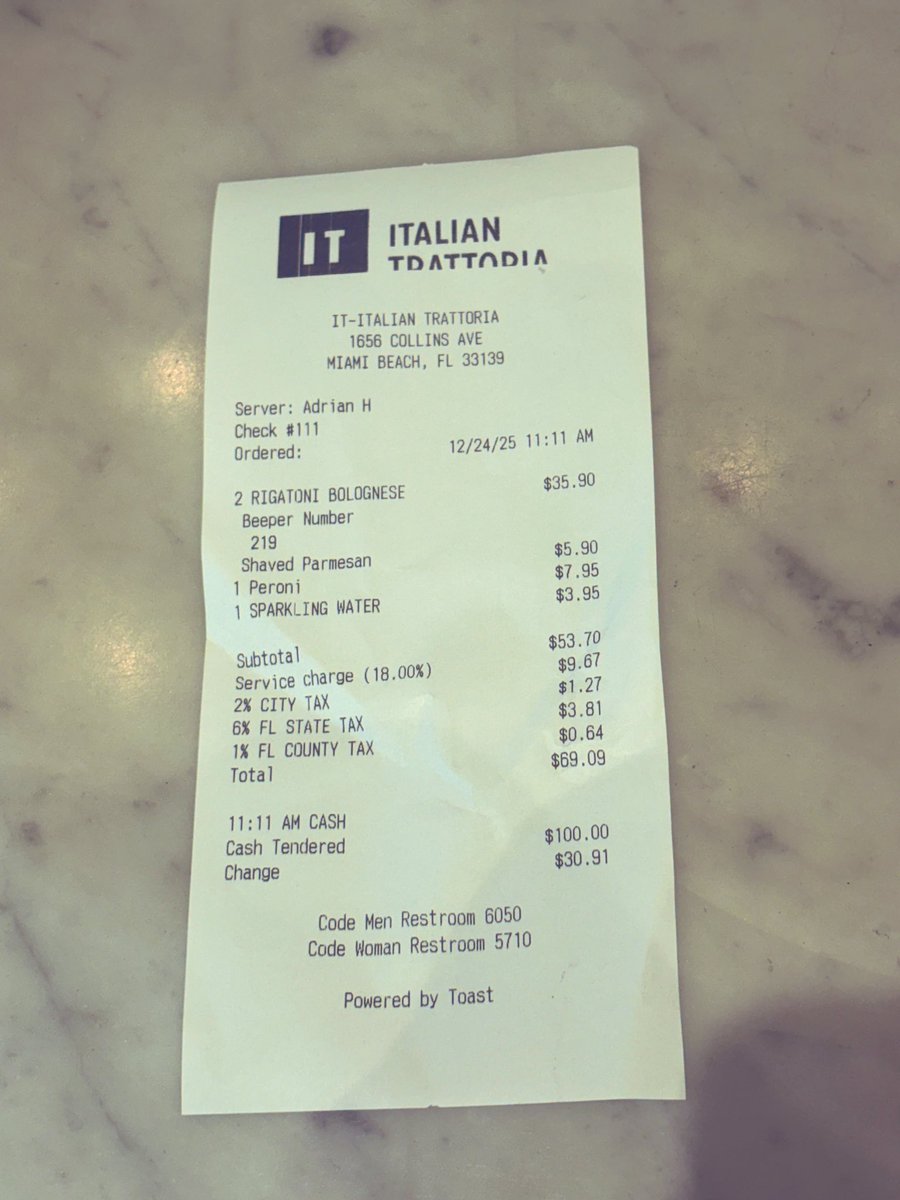 IT ITALIAN
TRATTORIA
IT-ITALIAN TRATTORIA
1656 COLLINS AVE
MIAMI BEACH, FL 33139
Server: Adrian H
Check #111
Ordered: 12/24/25 11:11 AM
2 RIGATONI BOLOGNESE $35.90
Beeper Number
219
Shaved Parmesan $5.90
1 Peroni $7.95
1 SPARKLING WATER $3.95
Subtotal $53.70
Service charge (18.00%) $9.67
2% CITY TAX $1.27
6% FL STATE TAX $3.81
1% FL COUNTY TAX $0.64
Total $69.09
11:11 AM CASH
Cash Tendered $100.00
Change $30.91
Code Men Restroom 6050
Code Woman Restroom 5710
Powered by Toast